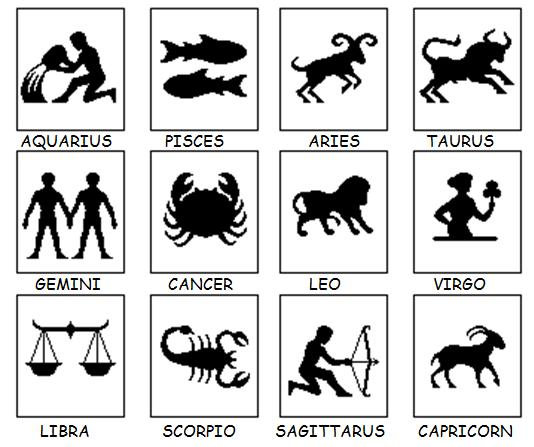 AQUARIUS PISCES ARIES TAURUS
GEMINI CANCER LEO VIRGO
LIBRA SCORPIO SAGITTARUS CAPRICORN